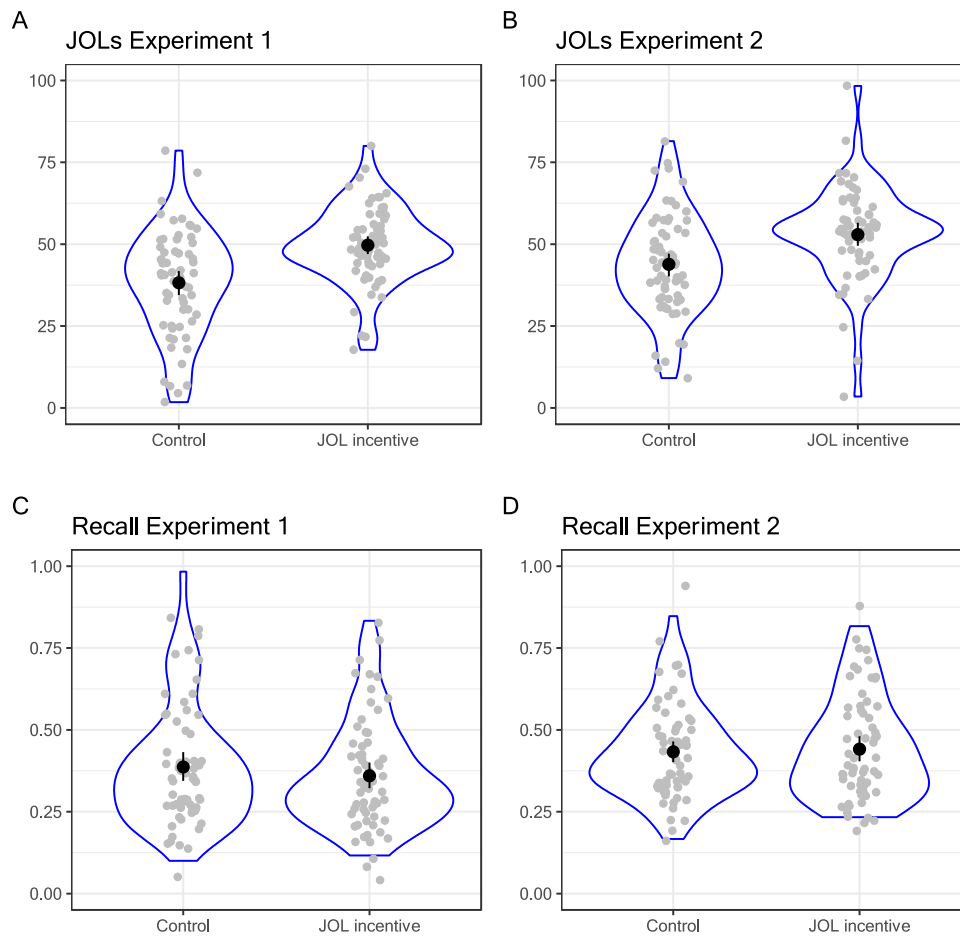 A
JOLs Experiment 1
100
75
50
25
0
Control
JOL incentive
B
JOLs Experiment 2
100
75
50
25
0
Control
JOL incentive
C
Recall Experiment 1
1.00
0.75
0.50
0.25
0.00
Control
JOL incentive
D
Recall Experiment 2
1.00
0.75
0.50
0.25
0.00
Control
JOL incentive